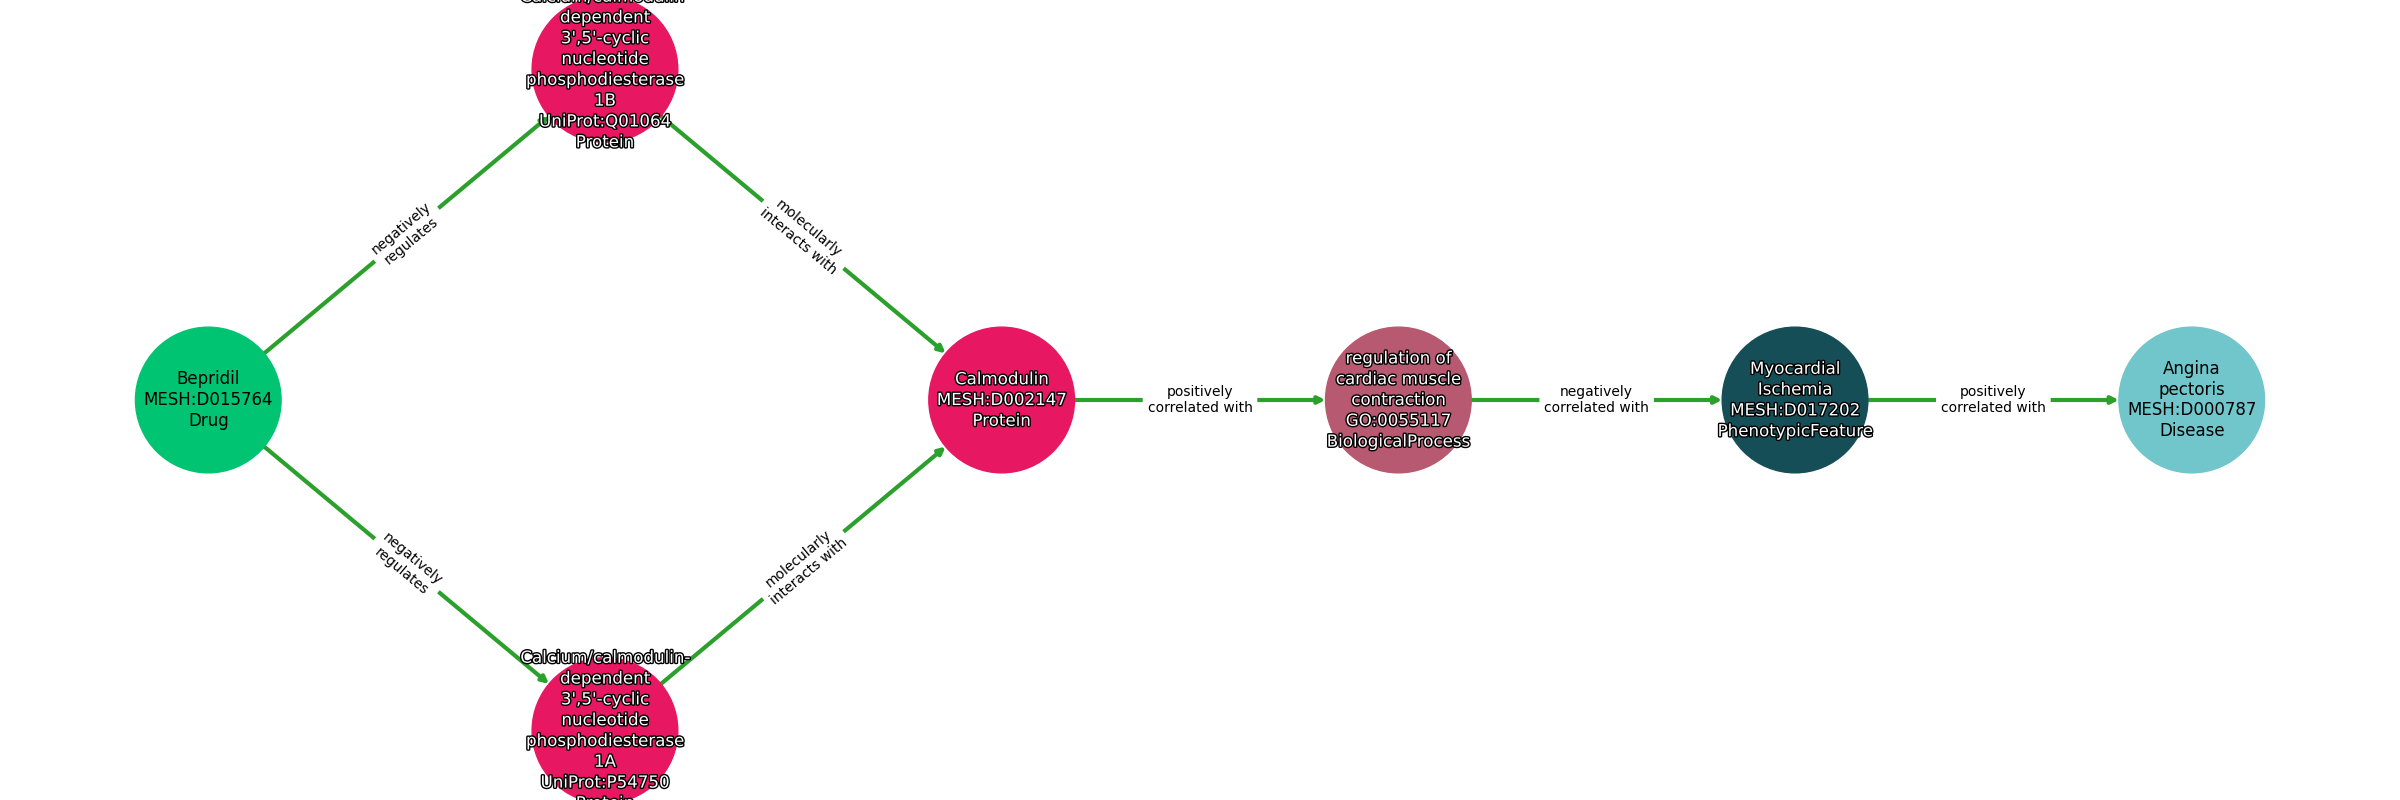 dependent
3',5'-cyclic
nucleotide
phosphodiesterase
1B
UniProt:Q01064
Protein
negatively
regulates
molecularly
interacts with
Bepridil
MESH:D015764
Drug
Calmodulin
MESH:D002147
Protein
positively
correlated with
regulation of
cardiac muscle
contraction
GO:0055117
BiologicalProcess
negatively
correlated with
Myocardial
Ischemia
MESH:D017202
PhenotypicFeature
positively
correlated with
Angina
pectoris
MESH:D000787
Disease
negatively
regulates
molecularly
interacts with
Calcium/calmodulin-
dependent
3',5'-cyclic
nucleotide
phosphodiesterase
1A
UniProt:P54750